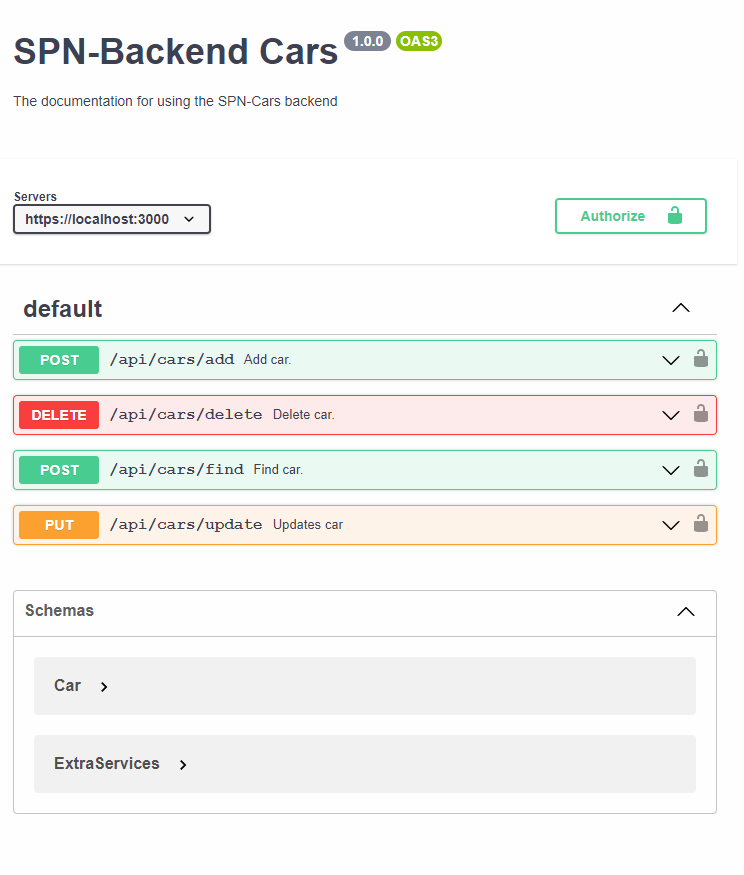 SPN-Backend Cars 1.0.0 OAS3
The documentation for using the SPN-Cars backend
Servers
https://localhost:3000
Authorize
default
POST /api/cars/add Add car.
DELETE /api/cars/delete Delete car.
POST /api/cars/find Find car.
PUT /api/cars/update Updates car
Schemas
Car
ExtraServices